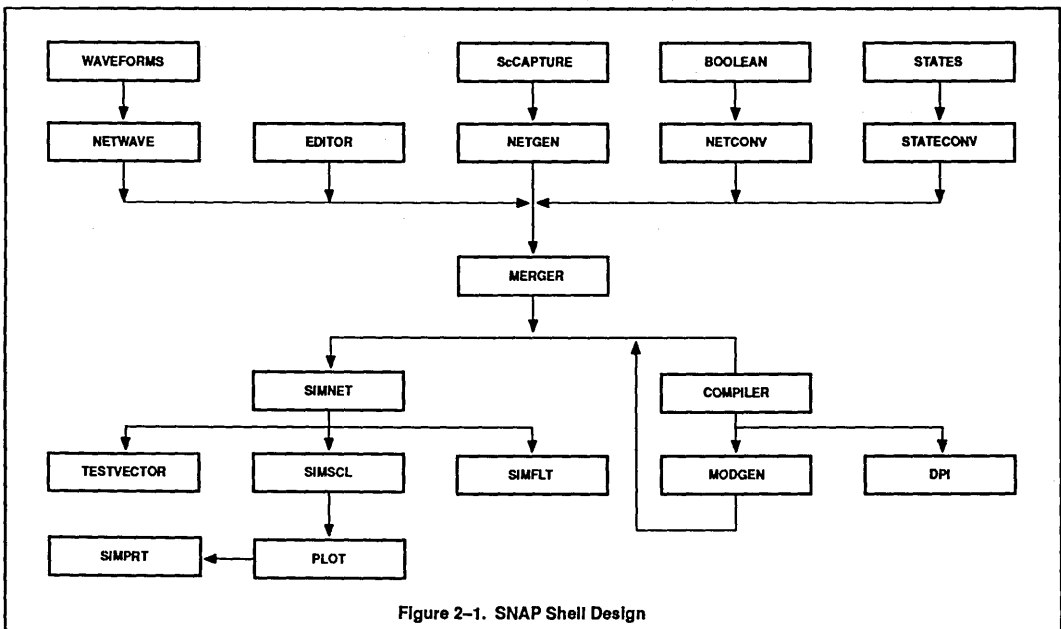 WAVEFORMS
ScCAPTURE
BOOLEAN
STATES
NETWAVE
EDITOR
NETGEN
NETCONV
STATECONV
MERGER
SIMNET
COMPILER
TESTVECTOR
SIMSCL
SIMFLT
MODGEN
DPI
SIMPRT
PLOT
Figure 2–1. SNAP Shell Design